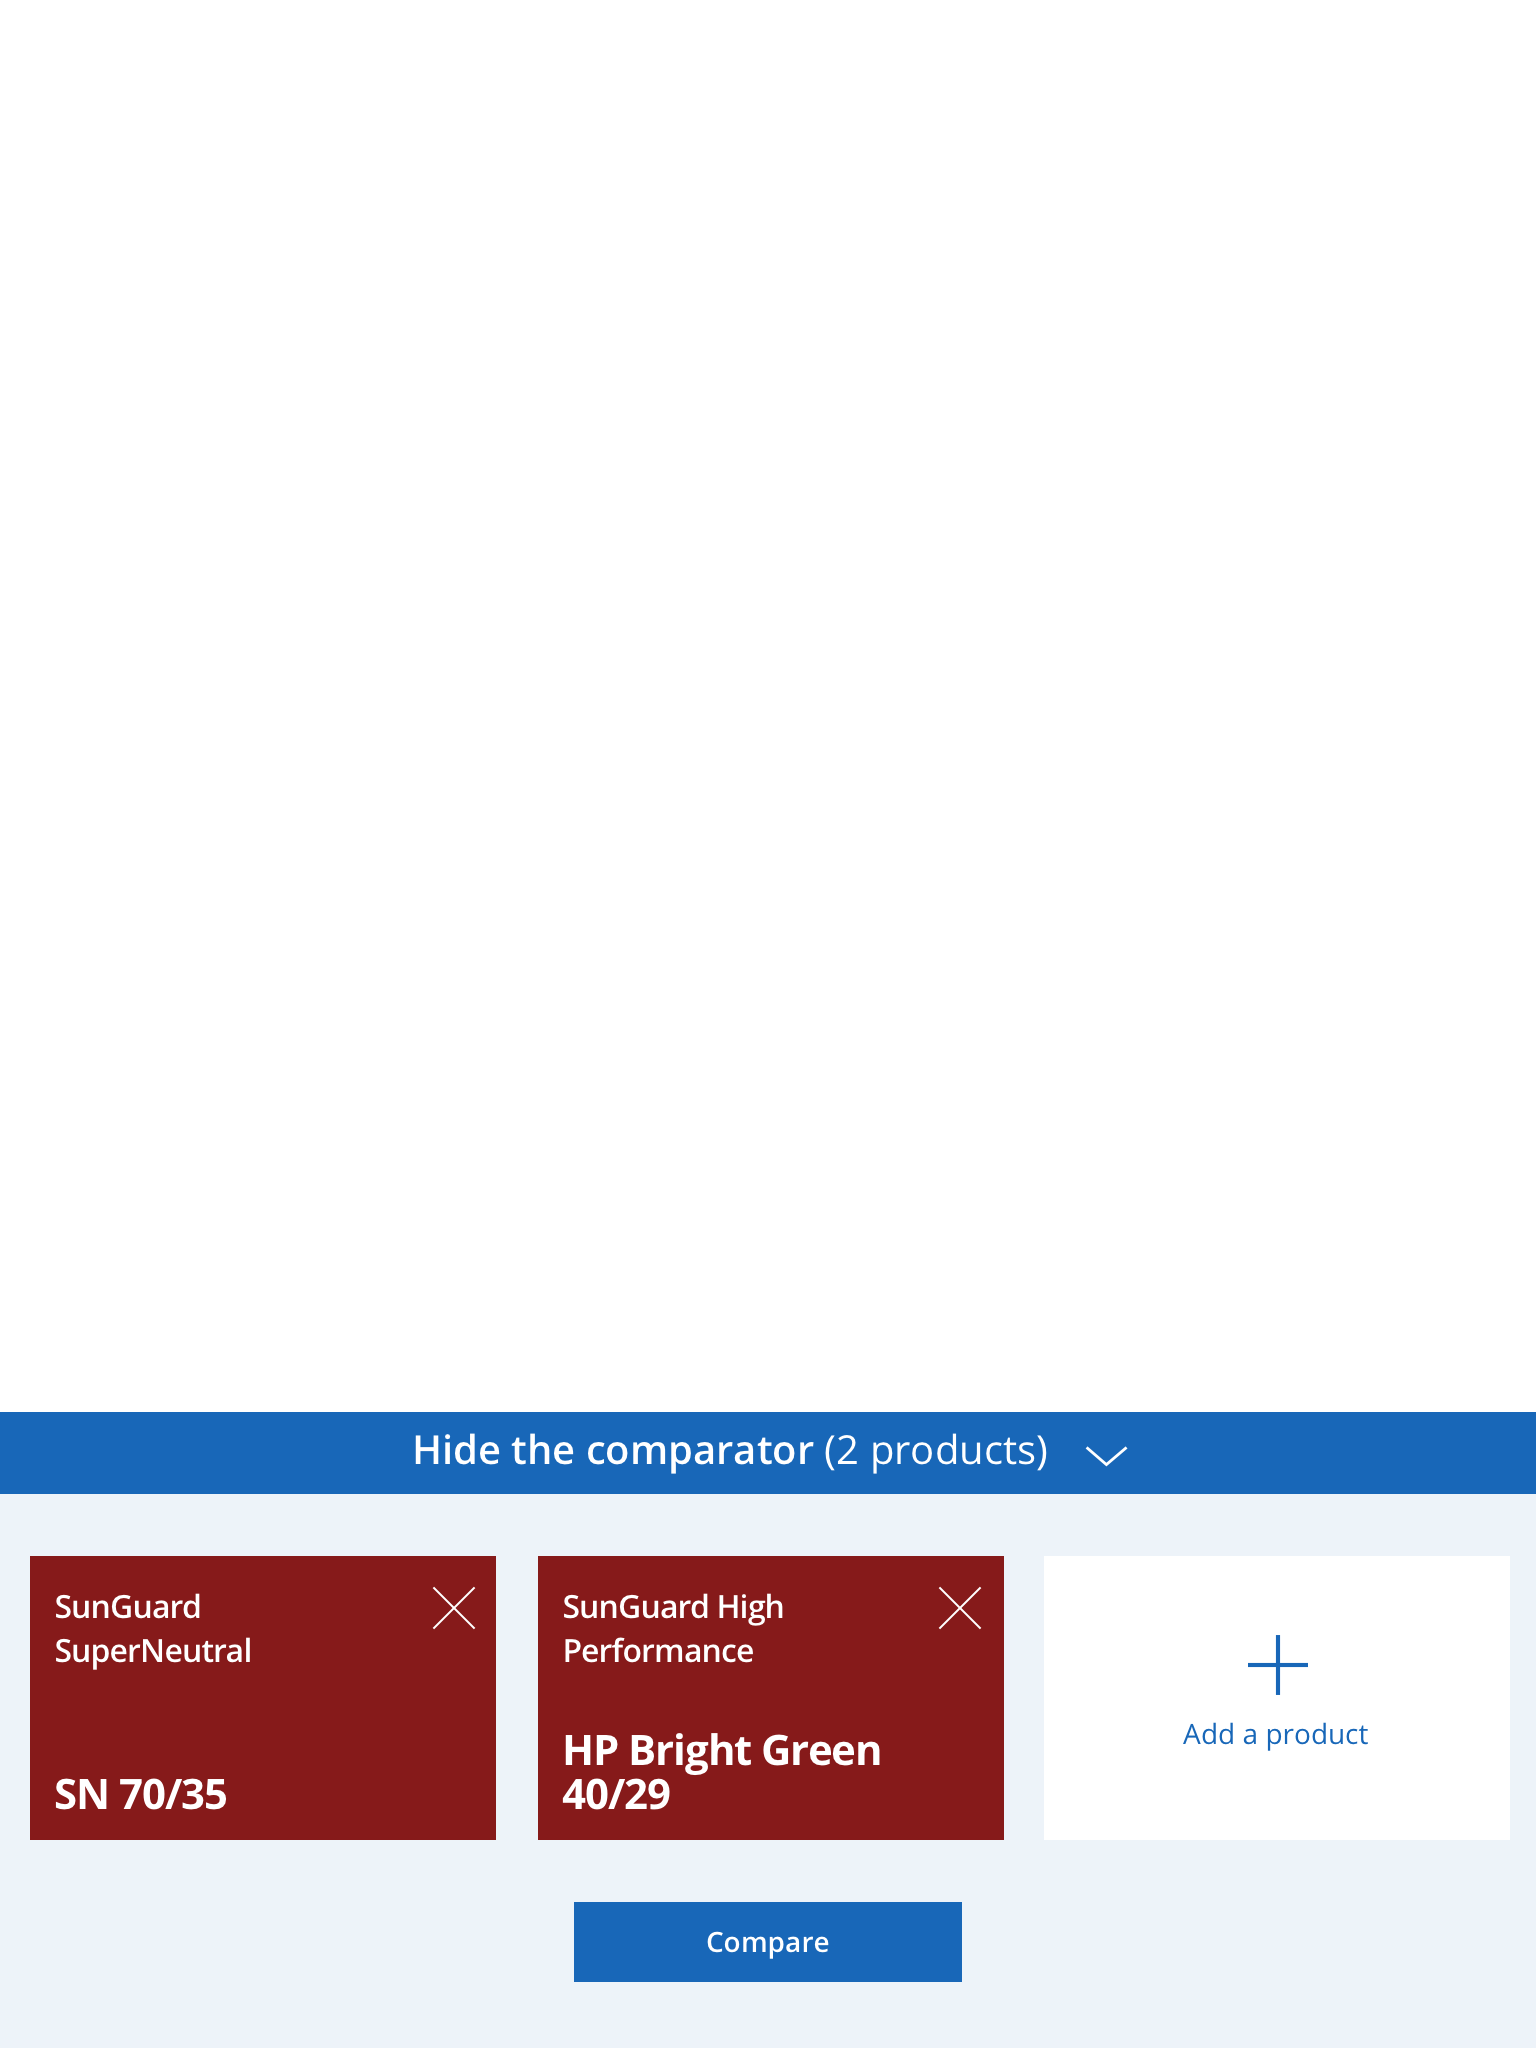 Hide the comparator (2 products)
SunGuard
SuperNeutral
SN 70/35
SunGuard High
Performance
HP Bright Green
40/29
Add a product
Compare